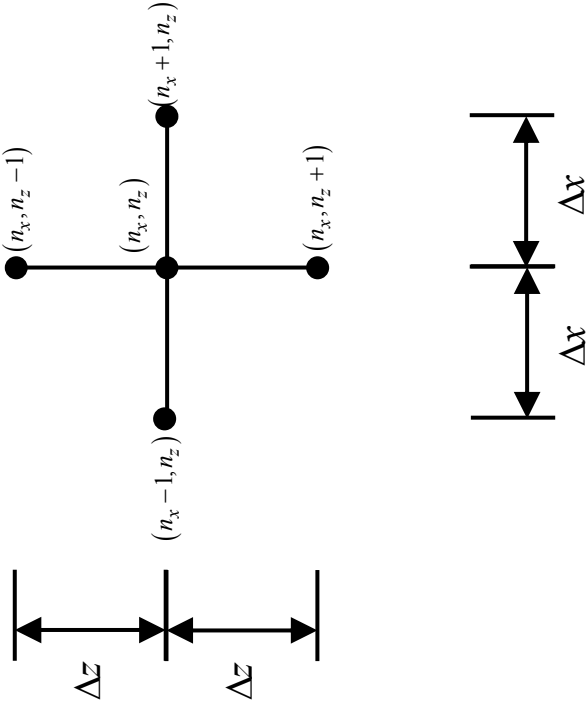 (n_x, n_z − 1)
Δz
(n_x, n_z)
(n_x − 1, n_z)
(n_x + 1, n_z)
Δz
(n_x, n_z + 1)
Δx
Δx